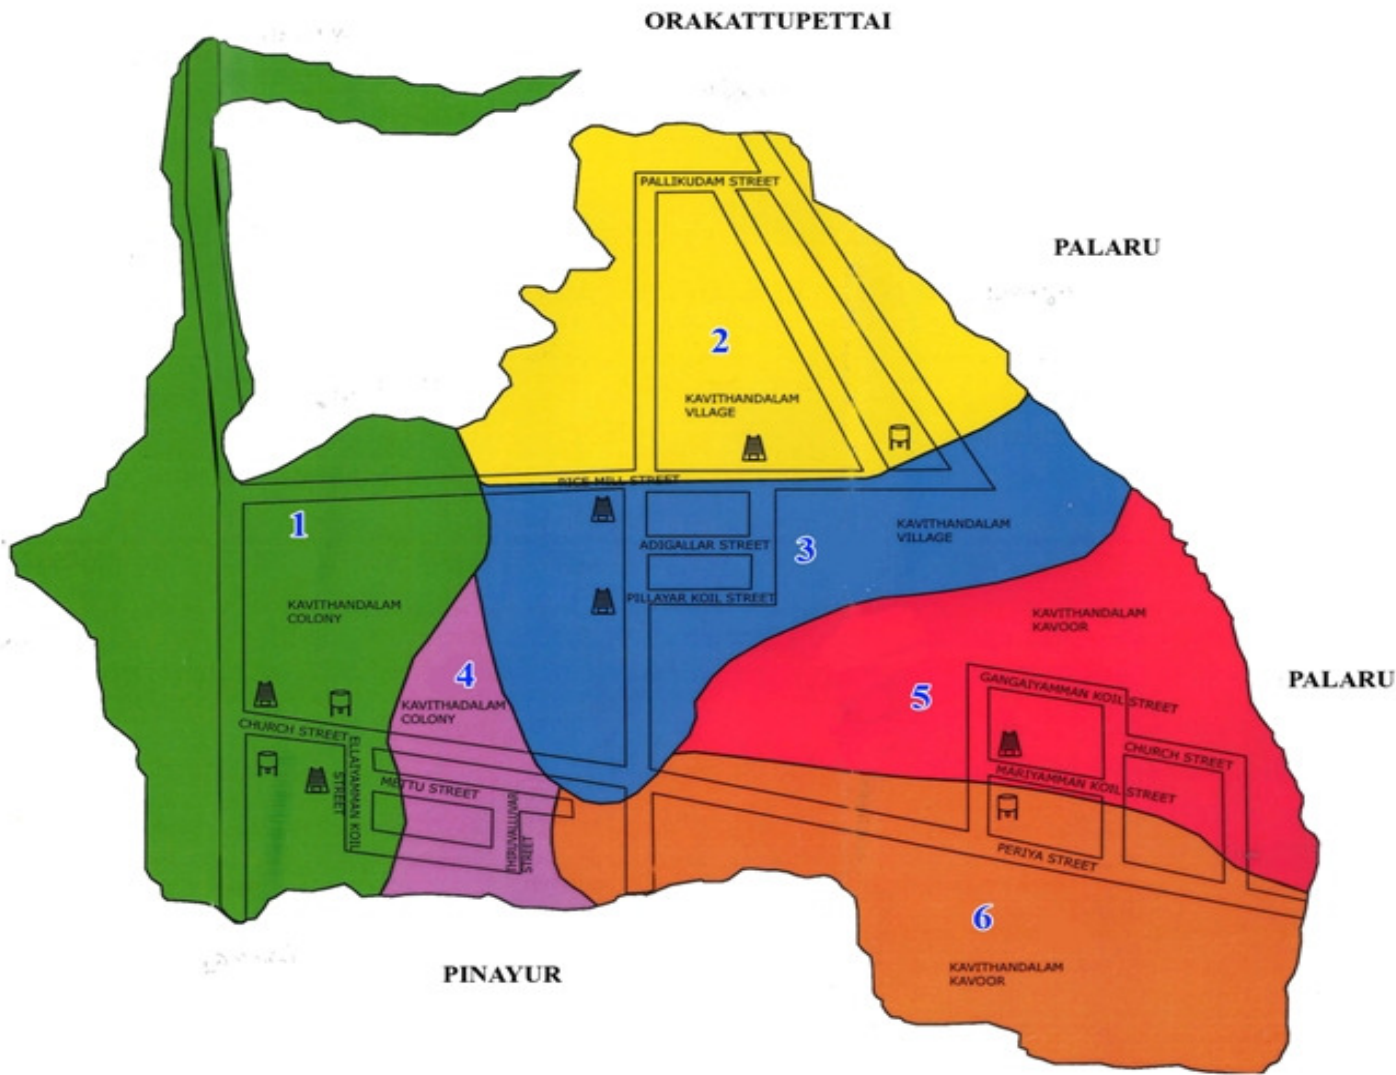 ORAKATTUPETTAI
PALLIKUDAM STREET
PALARU
2
KAVITHANDALAM
VLLAGE
RICE MILL STREET
1
KAVITHANDALAM
VILLAGE
ADIGALLAR STREET
3
PILLAYAR KOIL STREET
KAVITHANDALAM
COLONY
KAVITHANDALAM
KAVOOR
4
KAVITHADALAM
COLONY
5
GANGAIYAMMAN KOIL STREET
PALARU
CHURCH STREET
CHURCH STREET
ELLAIYAMMAN KOIL
STREET
METTU STREET
MARIYAMMAN KOIL STREET
THIRUVALLUVAR
STREET
PERIYA STREET
6
KAVITHANDALAM
KAVOOR
PINAYUR